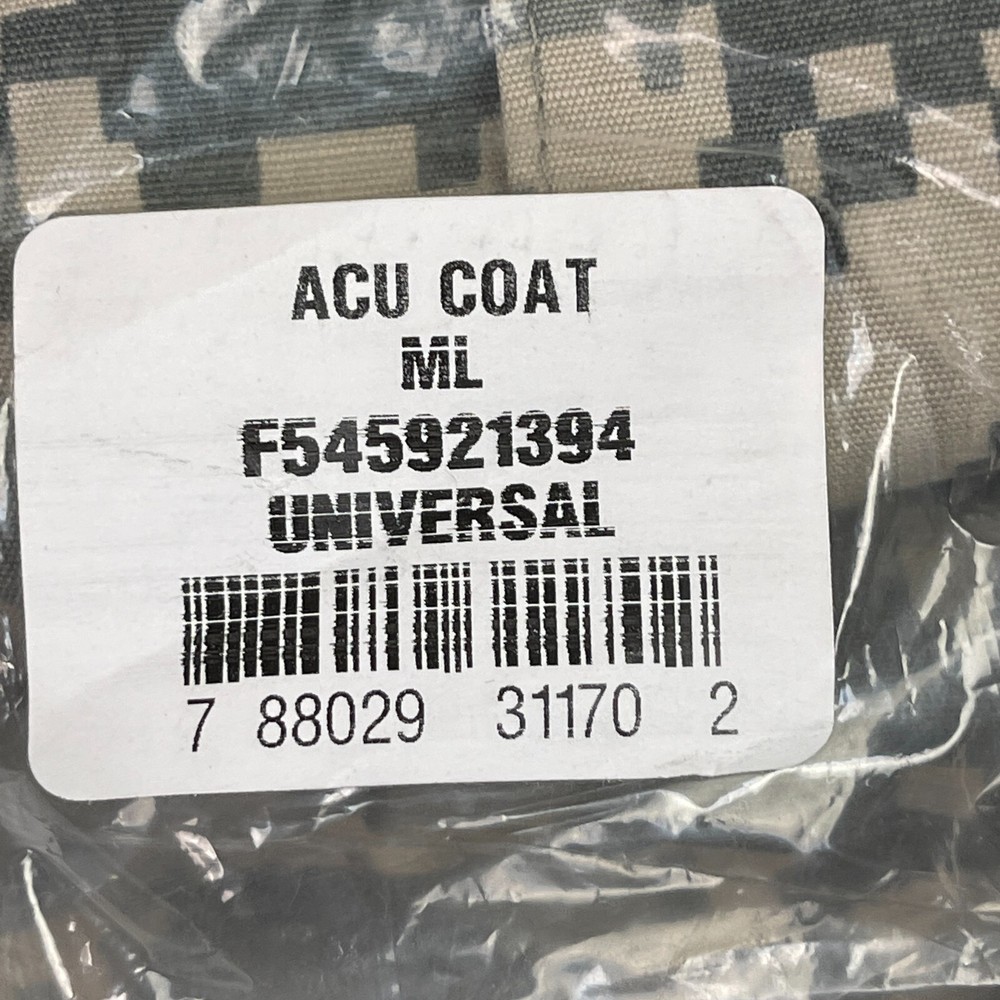 ACU COAT
ML
F545921394
UNIVERSAL
7 88029 31170 2